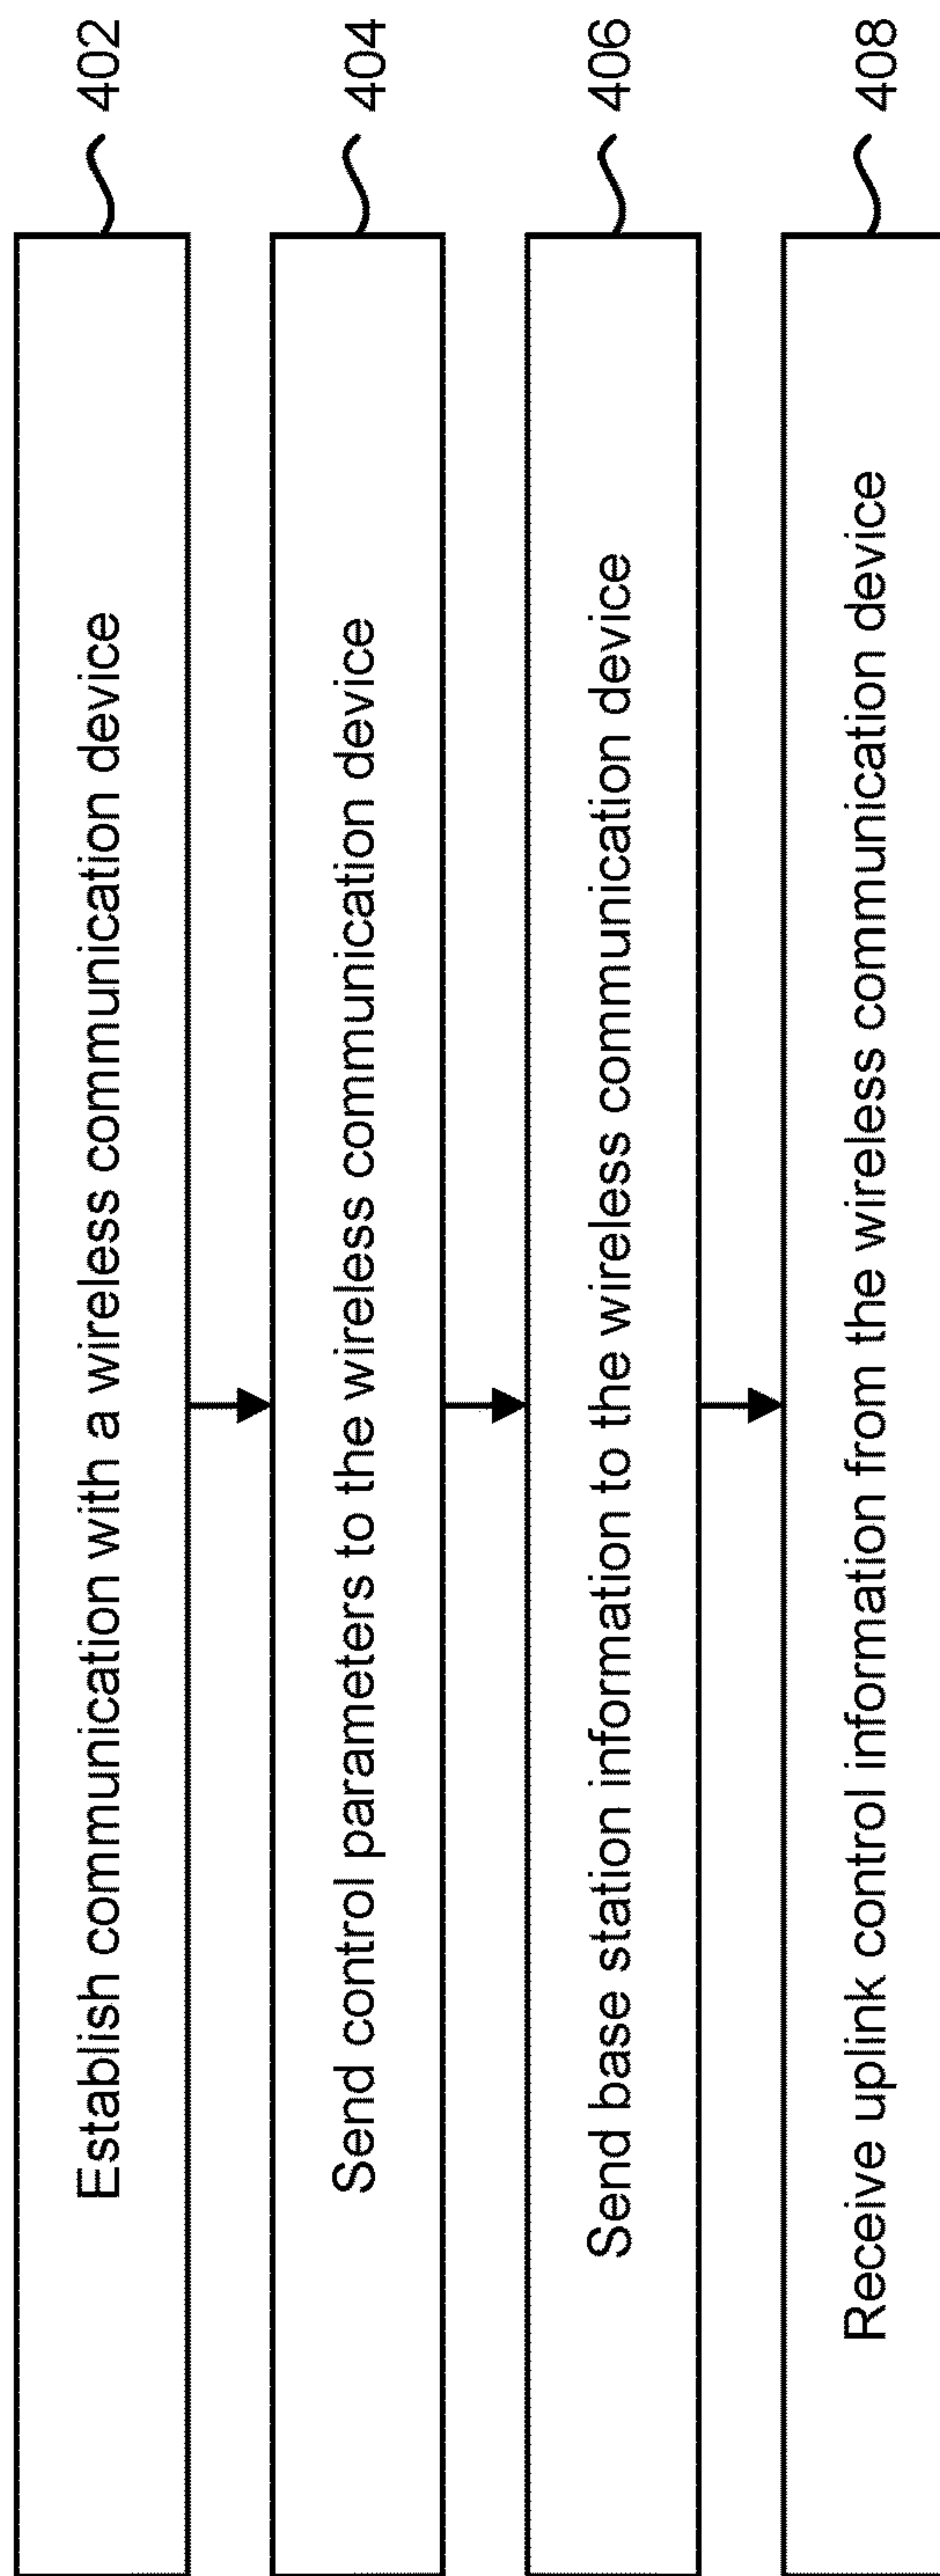 Establish communication with a wireless communication device
402
Send control parameters to the wireless communication device
404
Send base station information to the wireless communication device
406
Receive uplink control information from the wireless communication device
408